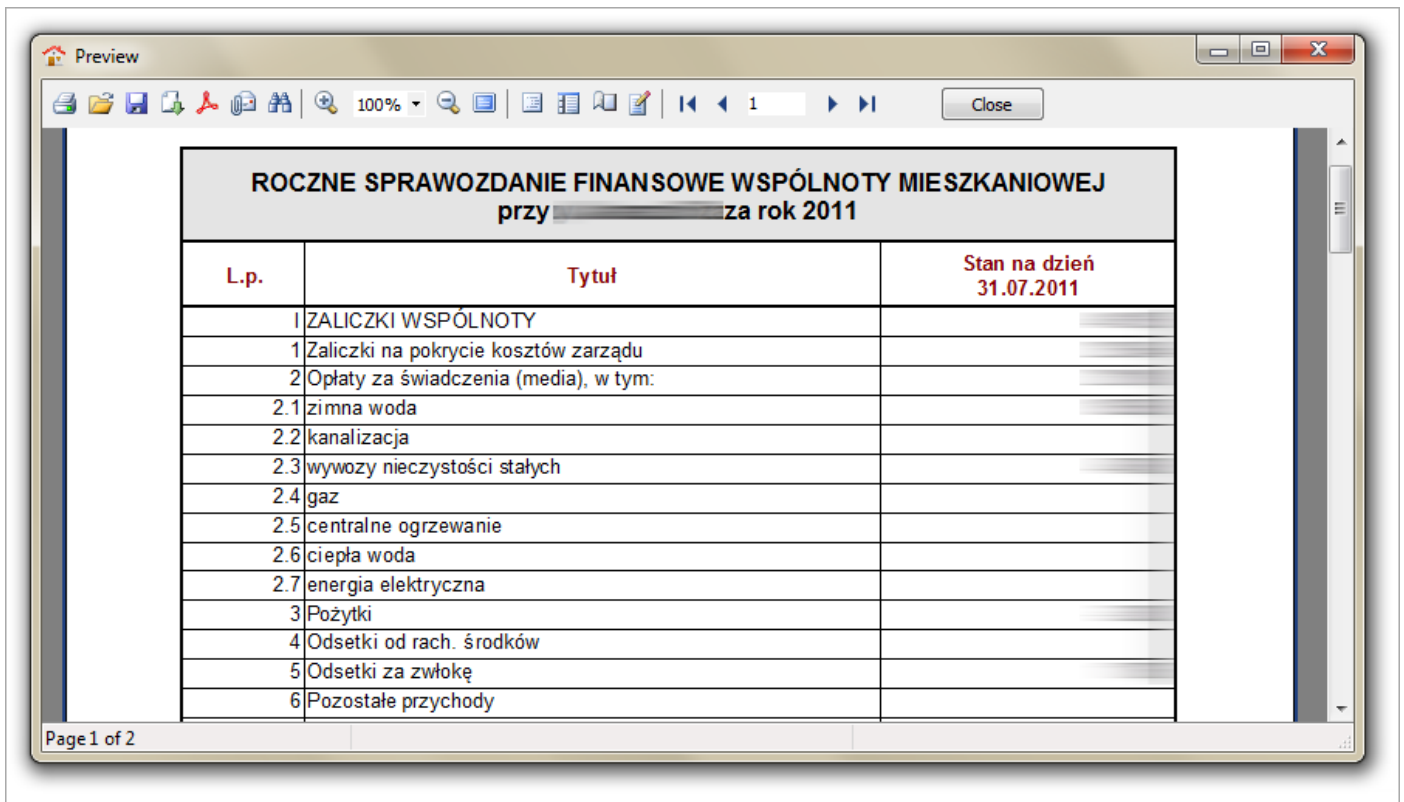 Preview
100%
1
Close
ROCZNE SPRAWOZDANIE FINANSOWE WSPÓLNOTY MIESZKANIOWEJ
przy za rok 2011
L.p. Tytuł Stan na dzień
31.07.2011
I ZALICZKI WSPÓLNOTY
1 Zaliczki na pokrycie kosztów zarządu
2 Opłaty za świadczenia (media), w tym:
2.1 zimna woda
2.2 kanalizacja
2.3 wywozy nieczystości stałych
2.4 gaz
2.5 centralne ogrzewanie
2.6 ciepła woda
2.7 energia elektryczna
3 Pożytki
4 Odsetki od rach. środków
5 Odsetki za zwłokę
6 Pozostałe przychody
Page 1 of 2